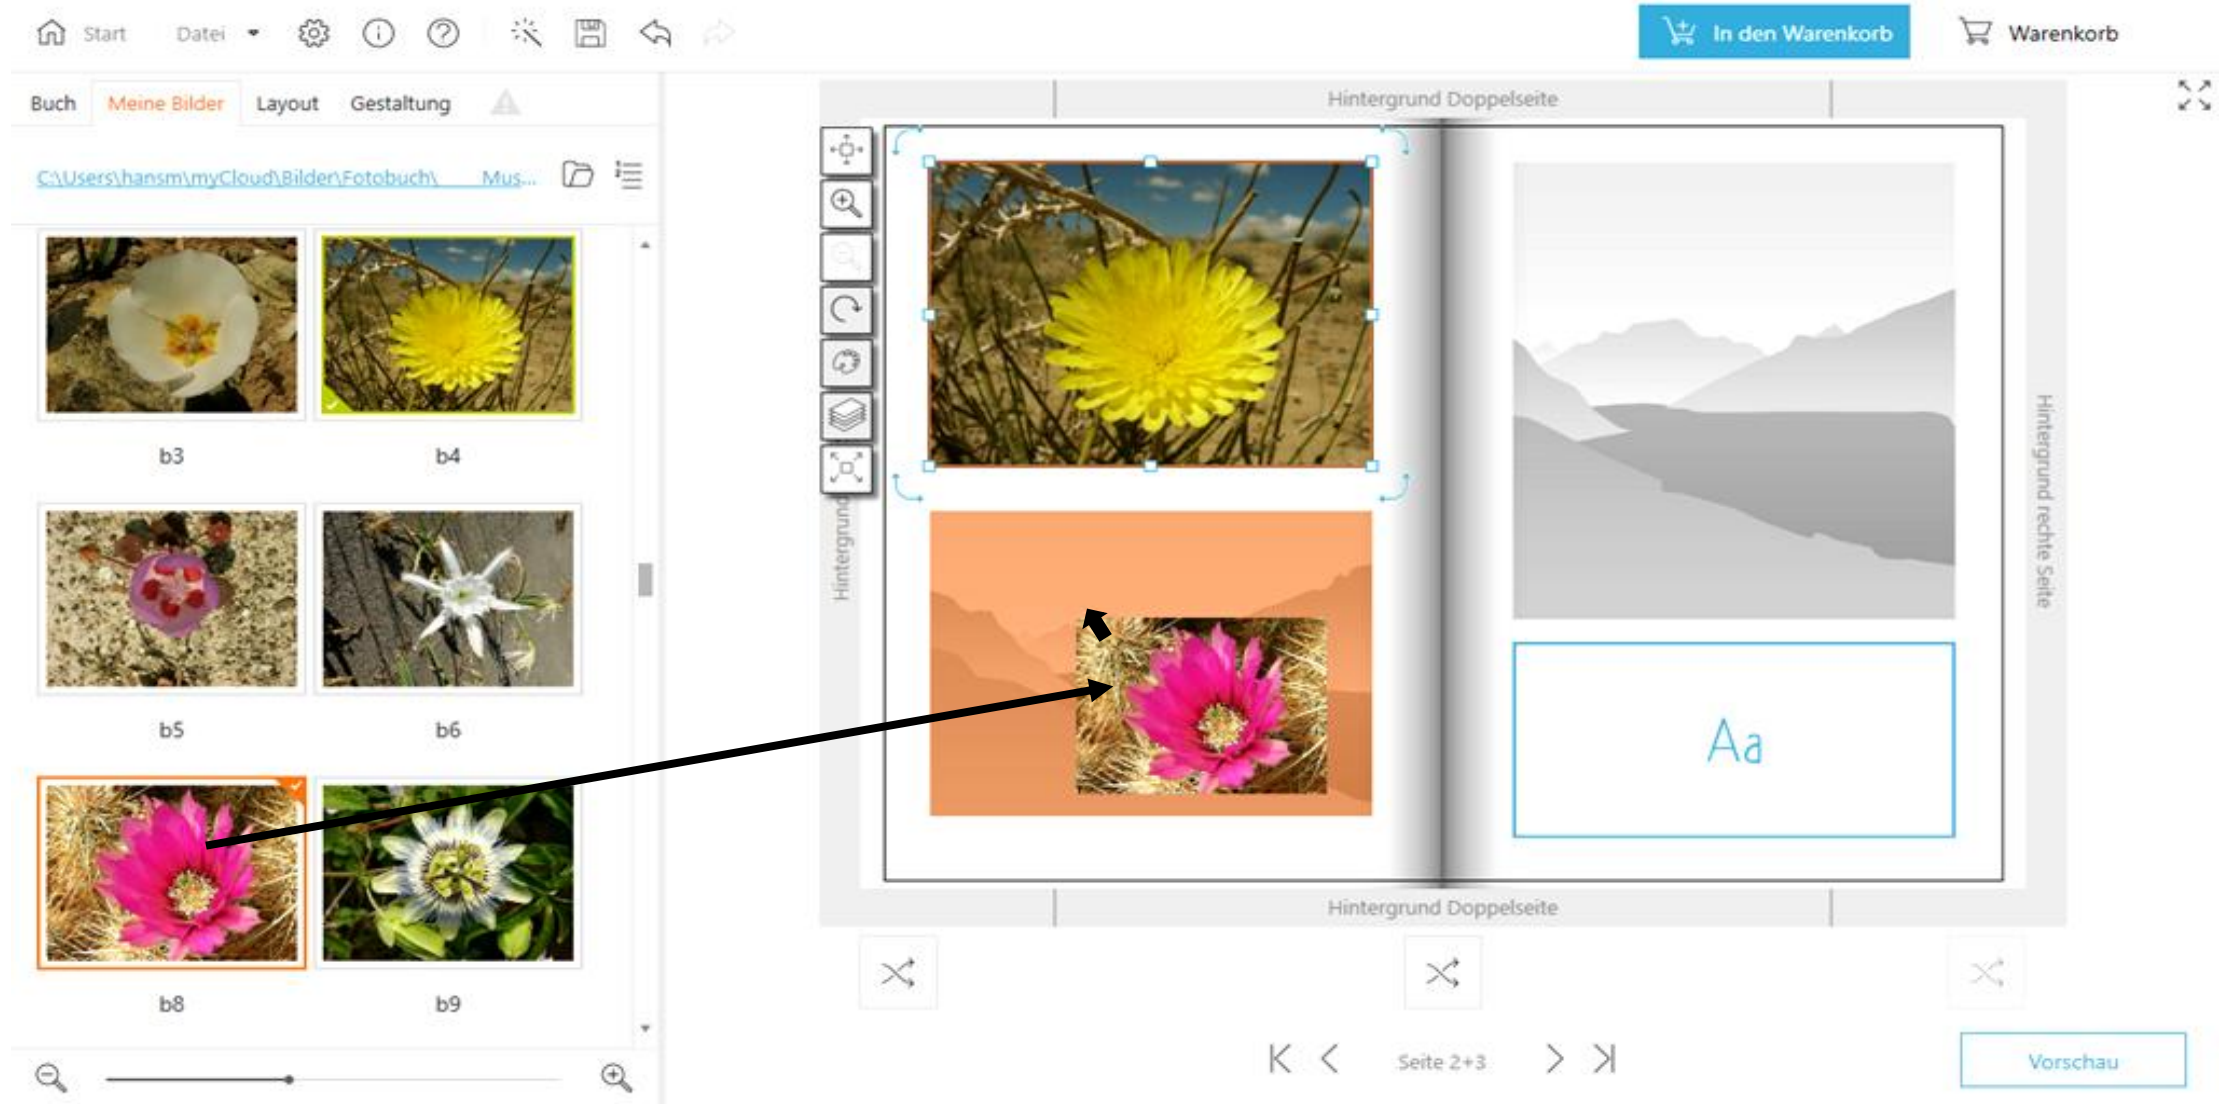 Start Datei In den Warenkorb Warenkorb
Buch Meine Bilder Layout Gestaltung
C:\Users\hansm\myCloud\Bilder\Fotobuch\ Mus...
b3 b4
b5 b6
b8 b9
Hintergrund Doppelseite
Hintergrund
Hintergrund rechte Seite
Aa
Hintergrund Doppelseite
Seite 2+3
Vorschau